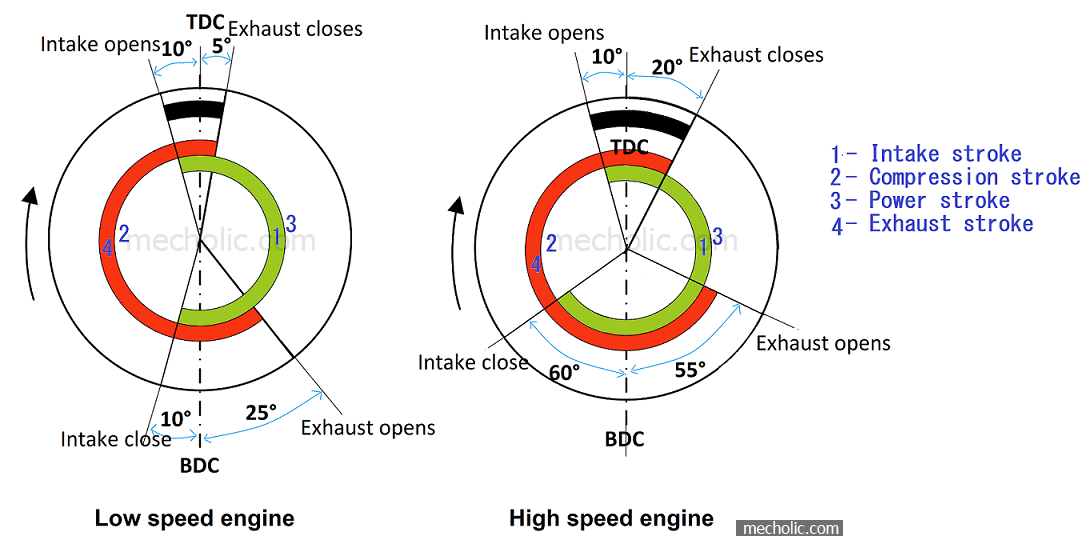 TDC
Exhaust closes
Intake opens
10°
5°
4
2
1
3
mecholic.com
10°
25°
Intake close
Exhaust opens
BDC
Low speed engine
Intake opens
10°
20°
Exhaust closes
TDC
4
2
1
3
mecholic.com
Exhaust opens
Intake close
60°
55°
BDC
High speed engine
1- Intake stroke
2- Compression stroke
3- Power stroke
4- Exhaust stroke
mecholic.com